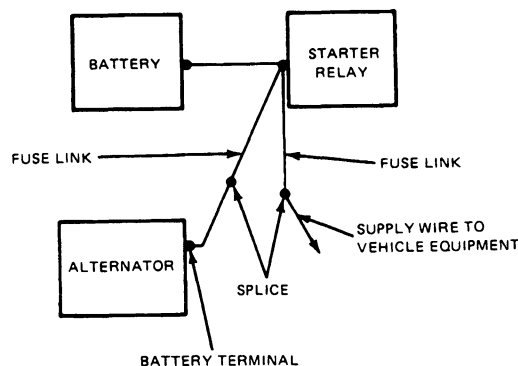 BATTERY
STARTER
RELAY
FUSE LINK
FUSE LINK
SUPPLY WIRE TO
VEHICLE EQUIPMENT
ALTERNATOR
SPLICE
BATTERY TERMINAL